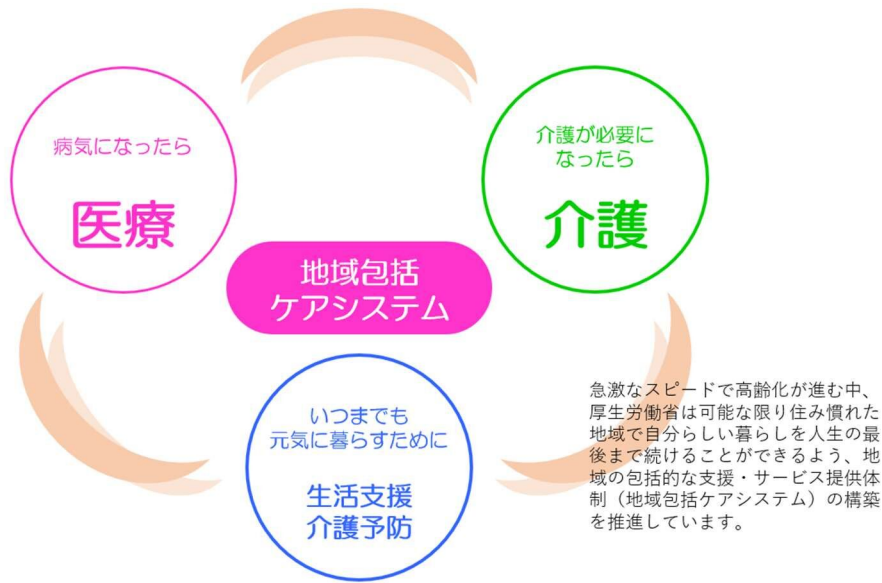 病気になったら
医療
介護が必要に
なったら
介護
地域包括
ケアシステム
いつまでも
元気に暮らすために
生活支援
介護予防
急激なスピードで高齢化が進む中、
厚生労働省は可能な限り住み慣れた
地域で自分らしい暮らしを人生の最
後まで続けることができるよう、地
域の包括的な支援・サービス提供体
制（地域包括ケアシステム）の構築
を推進しています。